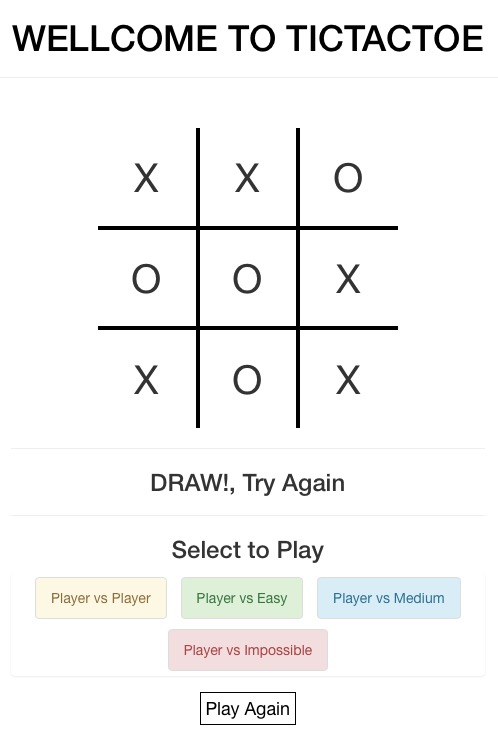 WELLCOME TO TICTACTOE
X X O
O O X
X O X
DRAW!, Try Again
Select to Play
Player vs Player Player vs Easy Player vs Medium
Player vs Impossible
Play Again